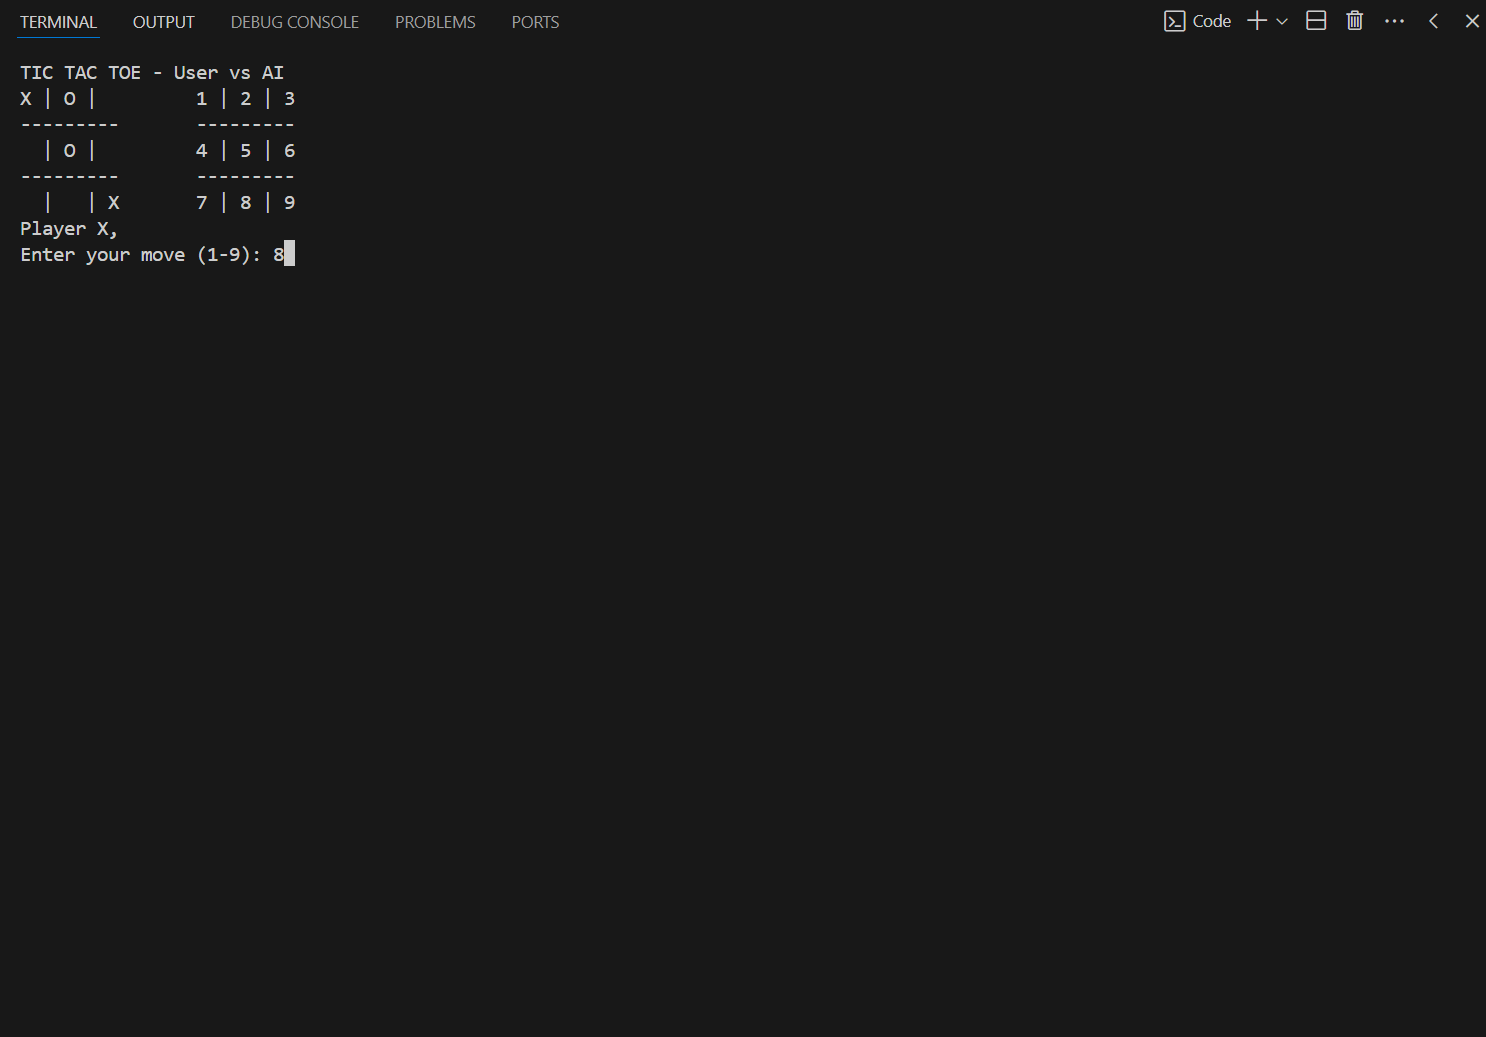 TERMINAL OUTPUT DEBUG CONSOLE PROBLEMS PORTS Code
TIC TAC TOE - User vs AI
X | O |         1 | 2 | 3
---------       ---------
  | O |         4 | 5 | 6
---------       ---------
  |   | X       7 | 8 | 9
Player X,
Enter your move (1-9): 8